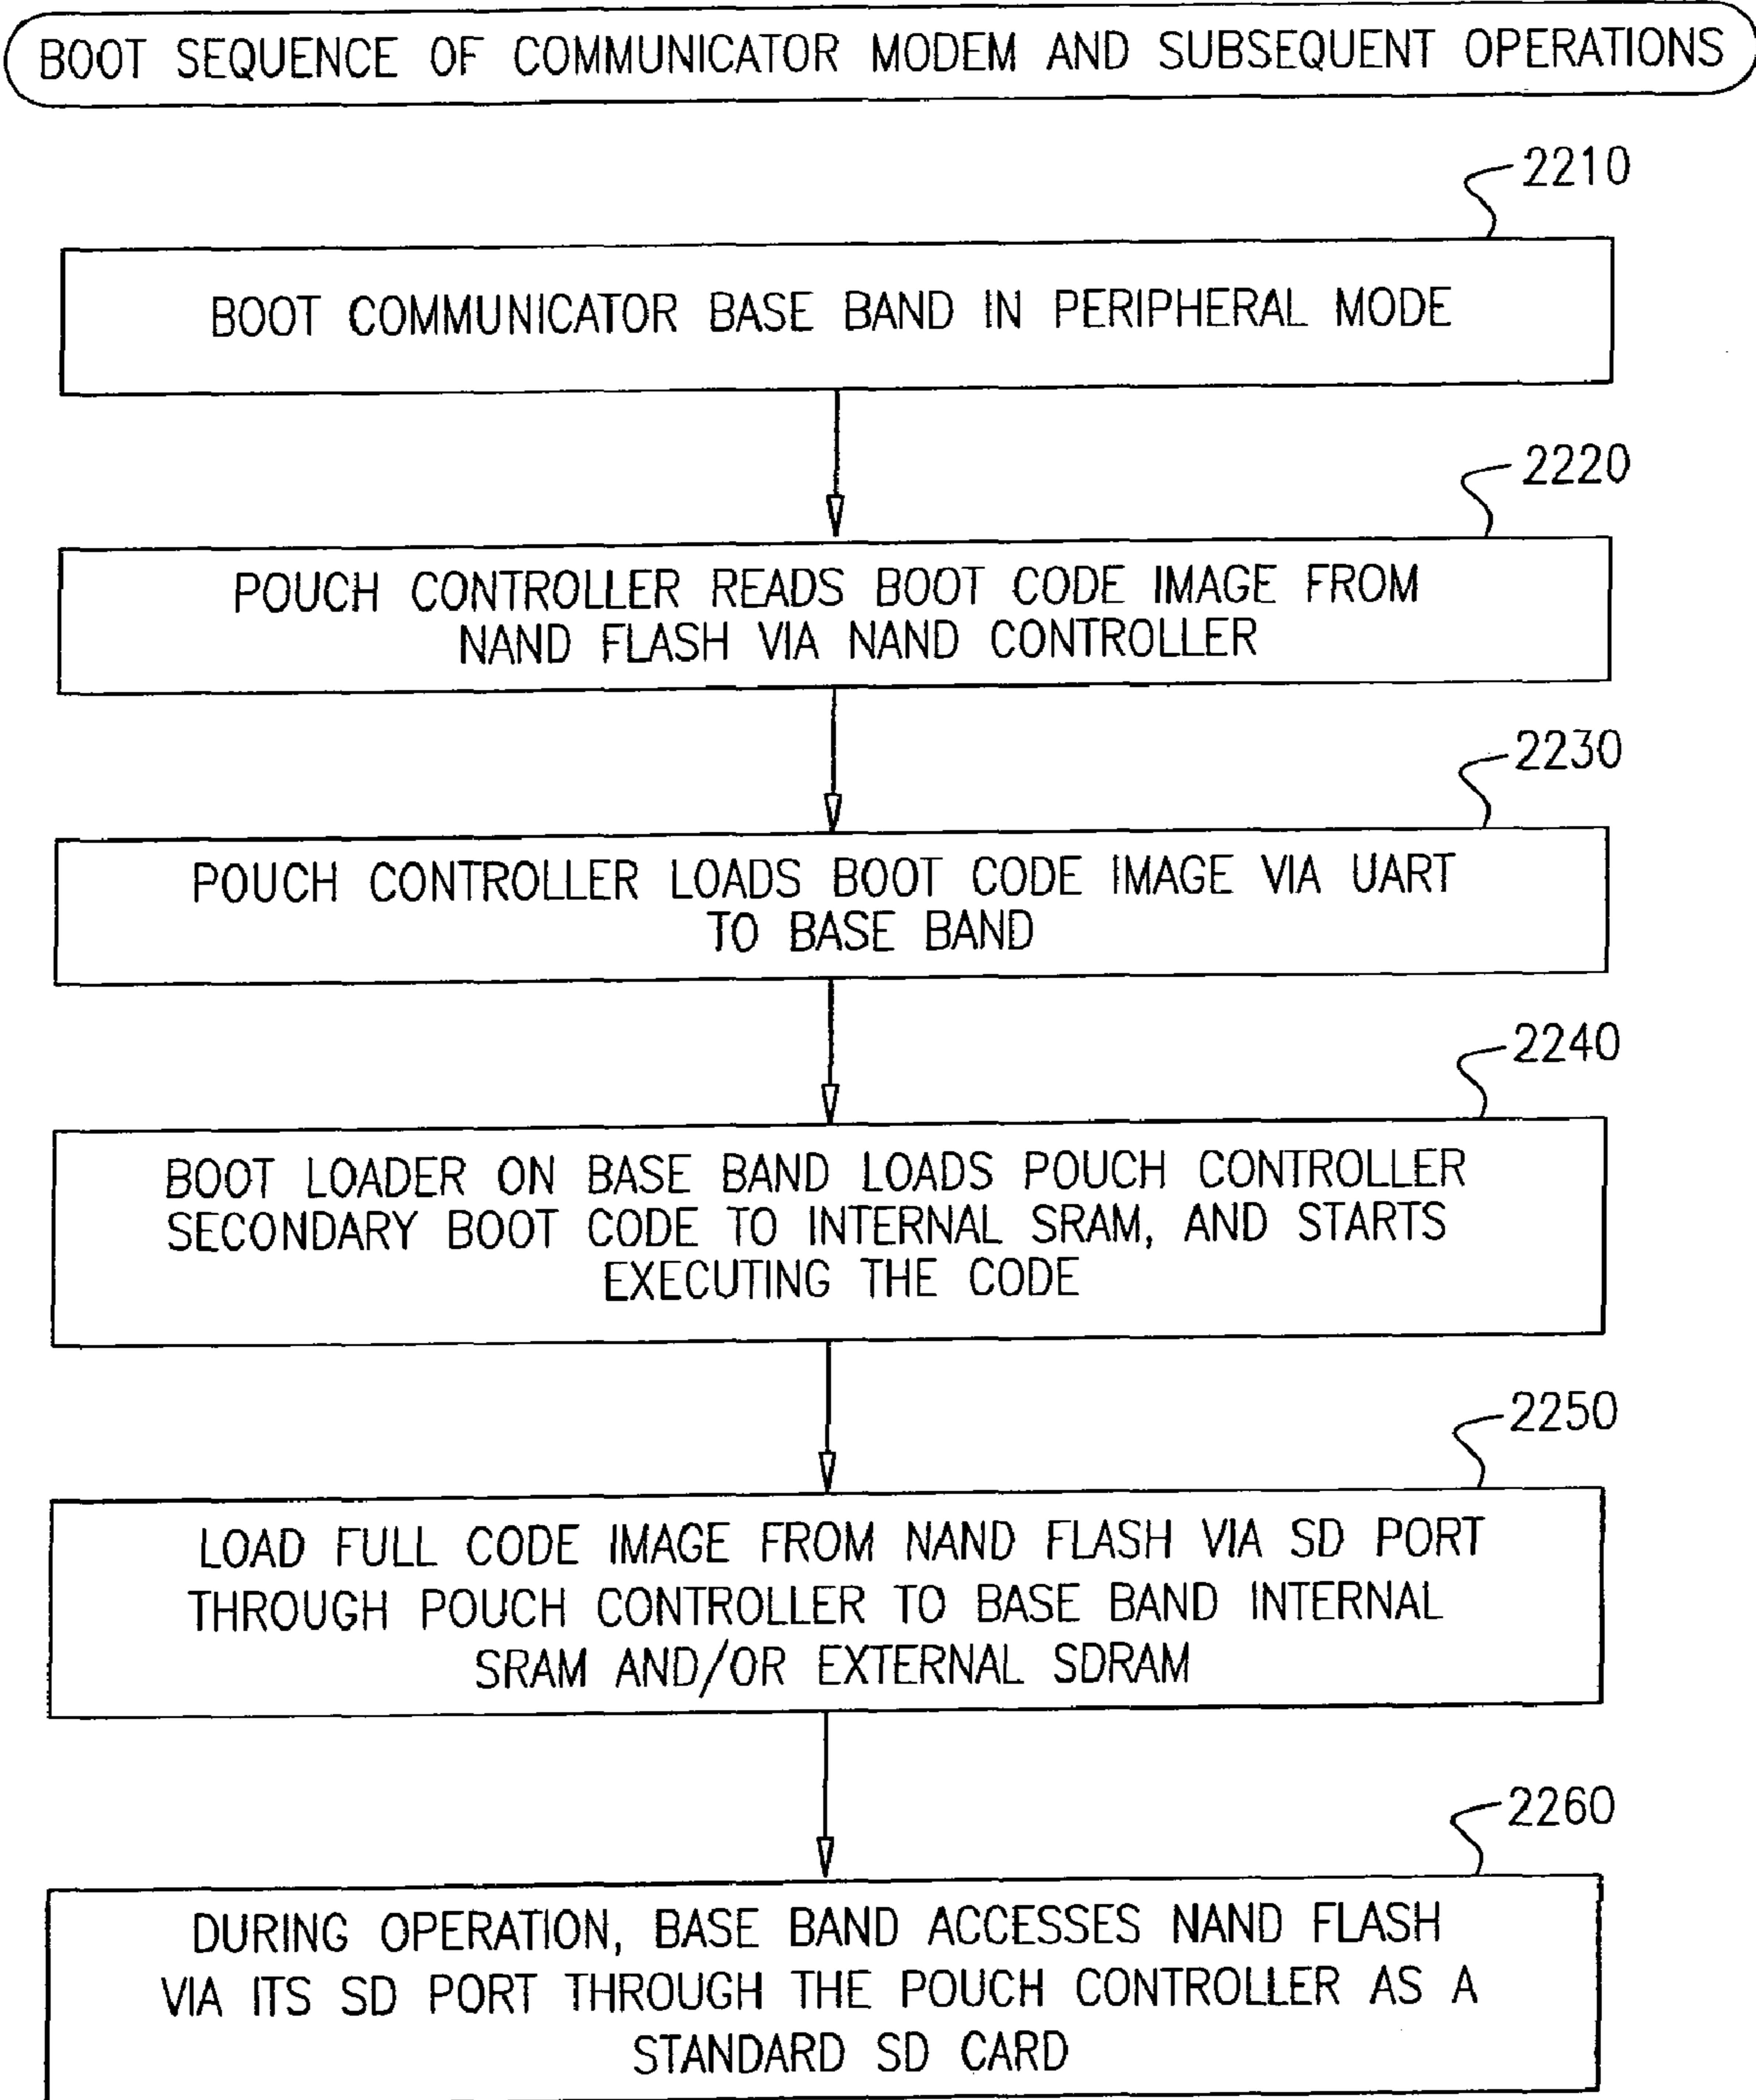 BOOT SEQUENCE OF COMMUNICATOR MODEM AND SUBSEQUENT OPERATIONS
2210
BOOT COMMUNICATOR BASE BAND IN PERIPHERAL MODE
2220
POUCH CONTROLLER READS BOOT CODE IMAGE FROM
NAND FLASH VIA NAND CONTROLLER
2230
POUCH CONTROLLER LOADS BOOT CODE IMAGE VIA UART
TO BASE BAND
2240
BOOT LOADER ON BASE BAND LOADS POUCH CONTROLLER
SECONDARY BOOT CODE TO INTERNAL SRAM, AND STARTS
EXECUTING THE CODE
2250
LOAD FULL CODE IMAGE FROM NAND FLASH VIA SD PORT
THROUGH POUCH CONTROLLER TO BASE BAND INTERNAL
SRAM AND/OR EXTERNAL SDRAM
2260
DURING OPERATION, BASE BAND ACCESSES NAND FLASH
VIA ITS SD PORT THROUGH THE POUCH CONTROLLER AS A
STANDARD SD CARD